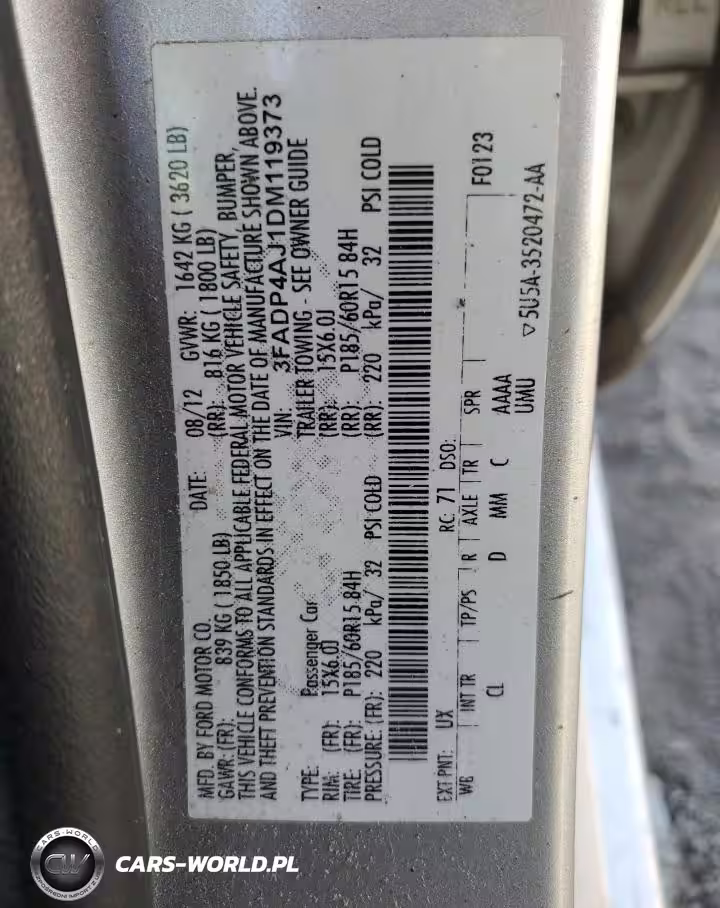 MFD. BY FORD MOTOR CO. DATE: 08/12 GVWR: 1642 KG ( 3620 LB)
GAWR: (FR): 839 KG ( 1850 LB) (RR): 816 KG ( 1800 LB)
THIS VEHICLE CONFORMS TO ALL APPLICABLE FEDERAL MOTOR VEHICLE SAFETY, BUMPER,
AND THEFT PREVENTION STANDARDS IN EFFECT ON THE DATE OF MANUFACTURE SHOWN ABOVE.
VIN: 3FADP4AJ1DM119373
TYPE: Passenger Car TRAILER TOWING - SEE OWNER GUIDE
RIM: (FR): 15X6.0J (RR): 15X6.0J
TIRE: (FR): P185/60R15 84H (RR): P185/60R15 84H
PRESSURE: (FR): 220 kPa/ 32 PSI COLD (RR): 220 kPa/ 32 PSI COLD
EXT PNT: UX RC: 71 DSO: F0123
WB INT TR TP/PS R AXLE TR SPR
CL D MM C AAAA
UMU
▽5U5A-3520472-AA
CARS-WORLD
CW
CARS-WORLD.PL